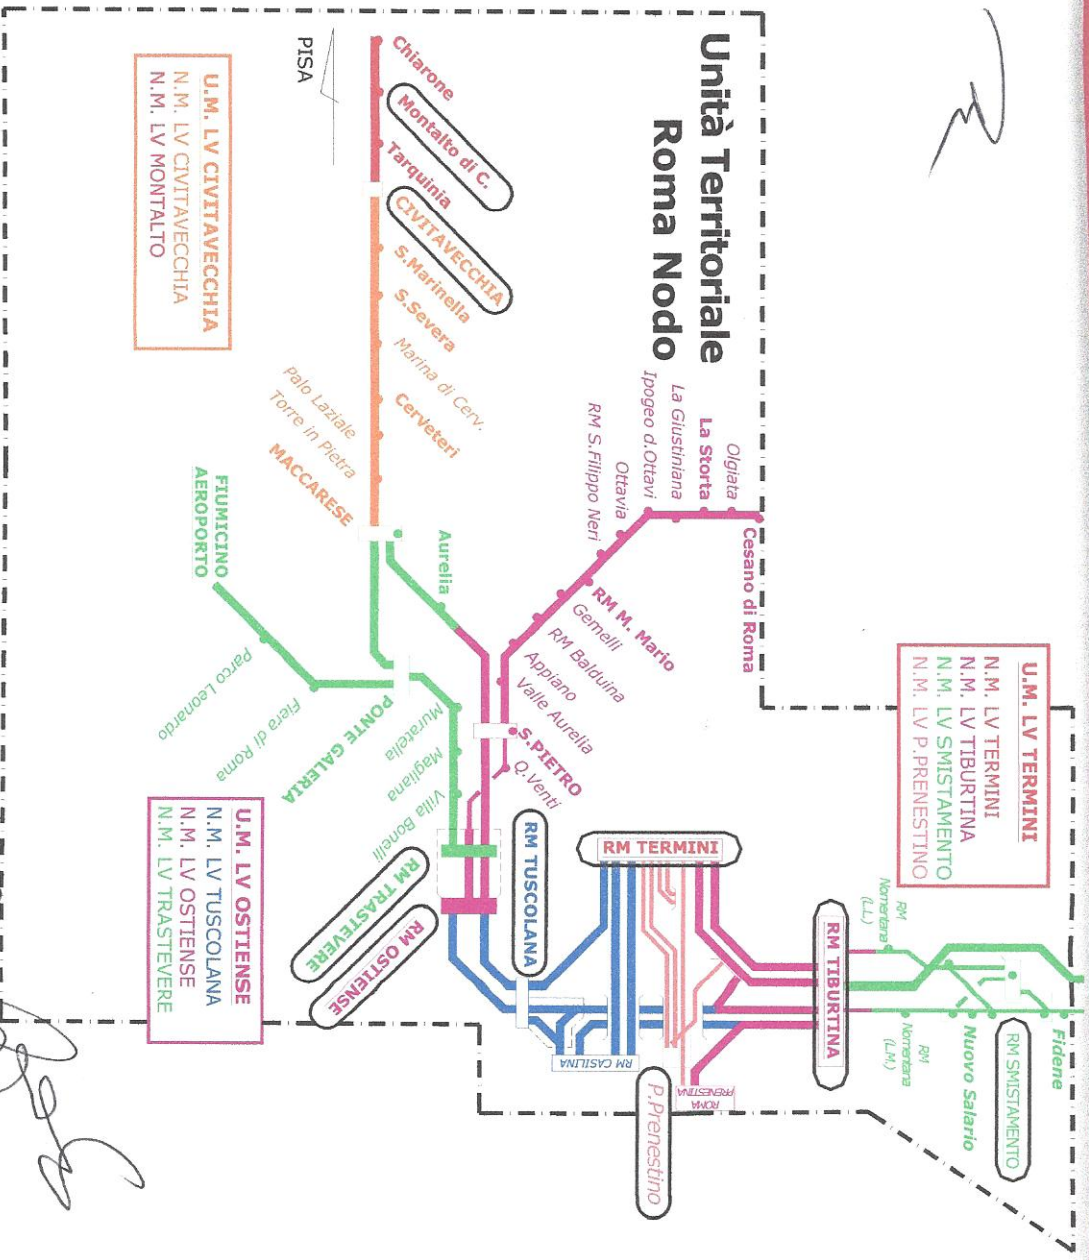 Unità Territoriale
Roma Nodo
PISA
Chiarone
Montalto di C.
Tarquinia
CIVITAVECCHIA
S.Marinella
S.Severa
Marina di Cerv.
Cerveteri
Palo Laziale
Torre in Pietra
MACCARESE
U.M. LV CIVITAVECCHIA
N.M. LV CIVITAVECCHIA
N.M. LV MONTALTO
Cesano di Roma
Olgiata
La Storta
La Giustiniana
Ipogeo d.Ottavi
Ottavia
RM S.Filippo Neri
RM M. Mario
Gemelli
RM Balduina
Appiano
Valle Aurelia
S.PIETRO
Q.Venti
Aurelia
FIUMICINO
AEROPORTO
Parco Leonardo
Fiera di Roma
PONTE GALERIA
Muratella
Magliana
Villa Bonelli
RM TRASTEVERE
RM OSTIENSE
RM TUSCOLANA
U.M. LV OSTIENSE
N.M. LV TUSCOLANA
N.M. LV OSTIENSE
N.M. LV TRASTEVERE
U.M. LV TERMINI
N.M. LV TERMINI
N.M. LV TIBURTINA
N.M. LV SMISTAMENTO
N.M. LV P.PRENESTINO
RM TERMINI
RM TIBURTINA
RM CASILINA
ROMA
PRENESTINA
P.Prenestino
RM
Nomentana
(LL)
RM
Nomentana
(L.M.)
Nuovo Salario
RM SMISTAMENTO
Fidene